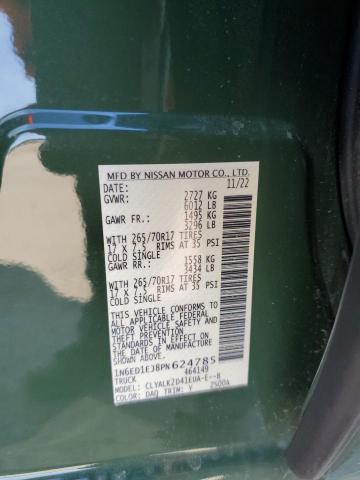 MFD BY NISSAN MOTOR CO., LTD.
DATE: 11/22
GVWR: 2727 KG
6012 LB
GAWR FR.: 1495 KG
3296 LB
WITH 265/70R17 TIRES
17 X 7.5 RIMS AT 35 PSI
COLD SINGLE
GAWR RR.: 1558 KG
3434 LB
WITH 265/70R17 TIRES
17 X 7.5 RIMS AT 35 PSI
COLD SINGLE
THIS VEHICLE CONFORMS TO ALL
APPLICABLE FEDERAL MOTOR
VEHICLE SAFETY AND
THEFT PREVENTION
STANDARDS IN EFFECT ON
THE DATE OF MANUFACTURE
SHOWN ABOVE
1N6ED1EJ8PN624785
TRUCK 464149
MODEL: CLYALKZD41EUA-E--B
COLOR: DAQ TRIM: Y 2500A